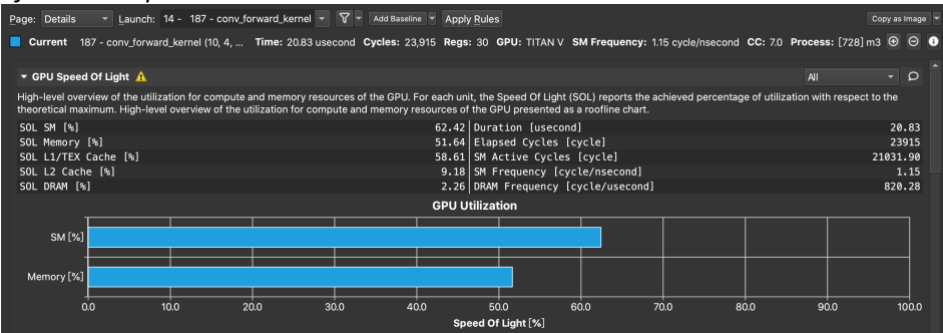 Page: Details Launch: 14 - 187 - conv_forward_kernel Add Baseline Apply Rules Copy as Image
Current 187 - conv_forward_kernel (10, 4, ... Time: 20.83 usecond Cycles: 23,915 Regs: 30 GPU: TITAN V SM Frequency: 1.15 cycle/nsecond CC: 7.0 Process: [728] m3
GPU Speed Of Light All
High-level overview of the utilization for compute and memory resources of the GPU. For each unit, the Speed Of Light (SOL) reports the achieved percentage of utilization with respect to the
theoretical maximum. High-level overview of the utilization for compute and memory resources of the GPU presented as a roofline chart.
SOL SM [%] 62.42 Duration [usecond] 20.83
SOL Memory [%] 51.64 Elapsed Cycles [cycle] 23915
SOL L1/TEX Cache [%] 58.61 SM Active Cycles [cycle] 21031.90
SOL L2 Cache [%] 9.18 SM Frequency [cycle/nsecond] 1.15
SOL DRAM [%] 2.26 DRAM Frequency [cycle/usecond] 820.28
GPU Utilization
SM [%]
Memory [%]
0.0 10.0 20.0 30.0 40.0 50.0 60.0 70.0 80.0 90.0 100.0
Speed Of Light [%]